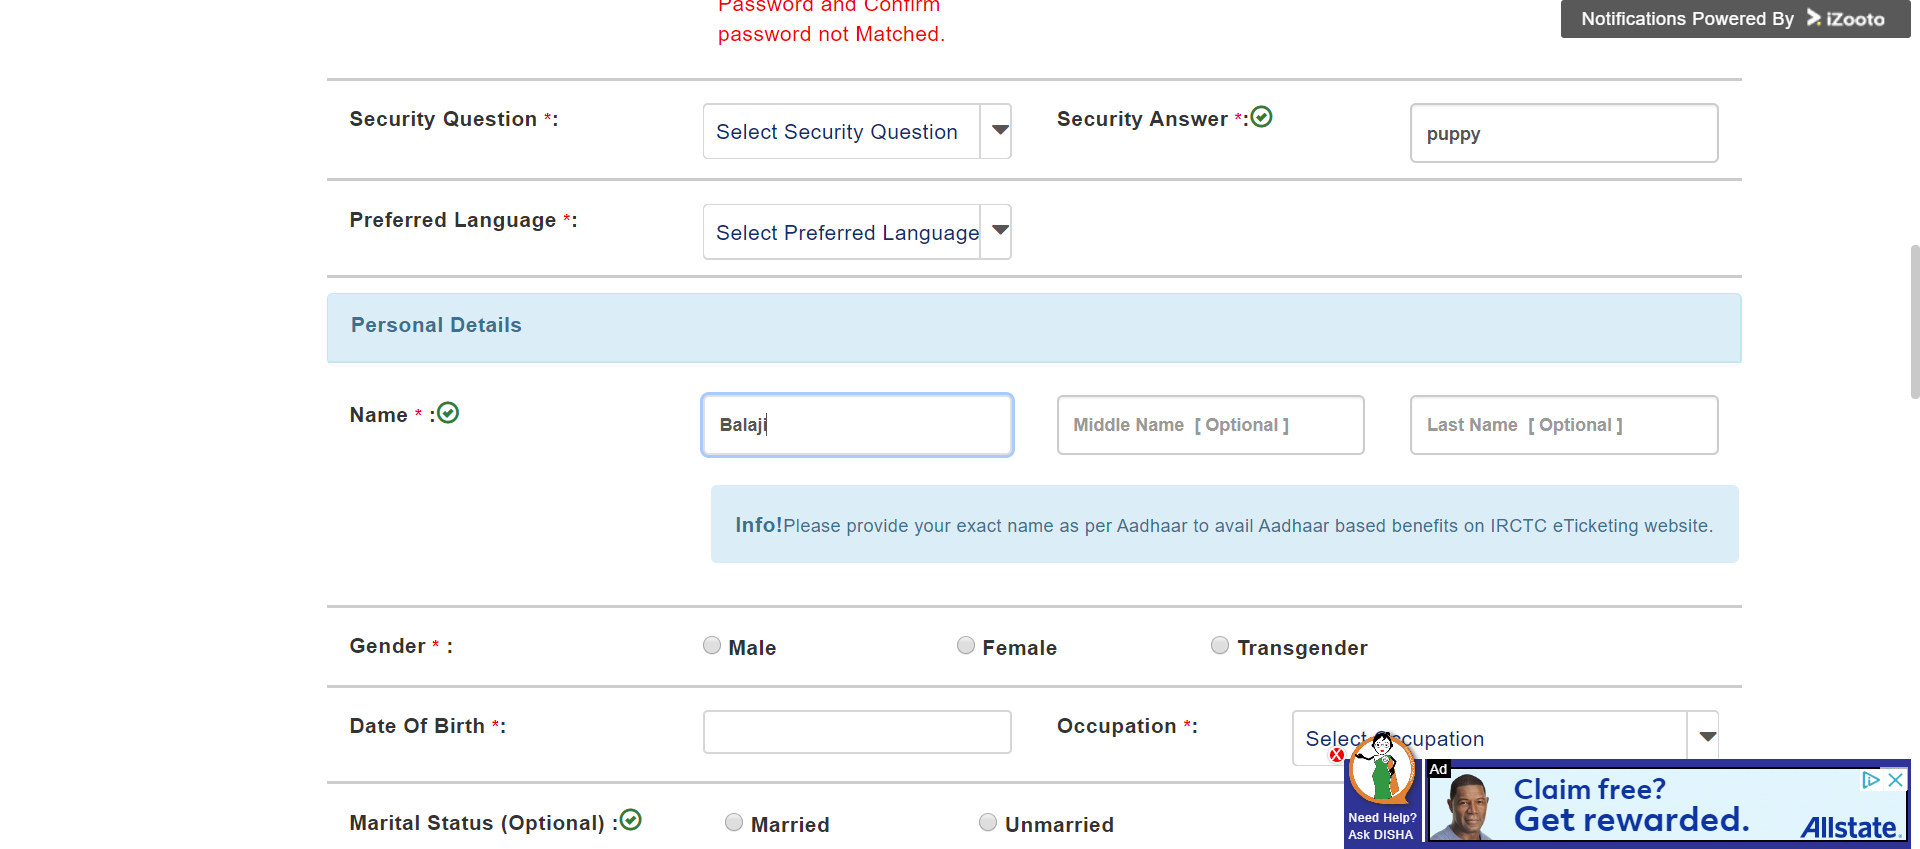 Password and Confirm
password not Matched.
Notifications Powered By iZooto
Security Question *:
Select Security Question
Security Answer *:
puppy
Preferred Language *:
Select Preferred Language
Personal Details
Name * :
Balaji
Middle Name [ Optional ]
Last Name [ Optional ]
Info!Please provide your exact name as per Aadhaar to avail Aadhaar based benefits on IRCTC eTicketing website.
Gender * :
Male
Female
Transgender
Date Of Birth *:
Occupation *:
Select Occupation
Marital Status (Optional) :
Married
Unmarried
Need Help?
Ask DISHA
Ad
Claim free?
Get rewarded.
Allstate.